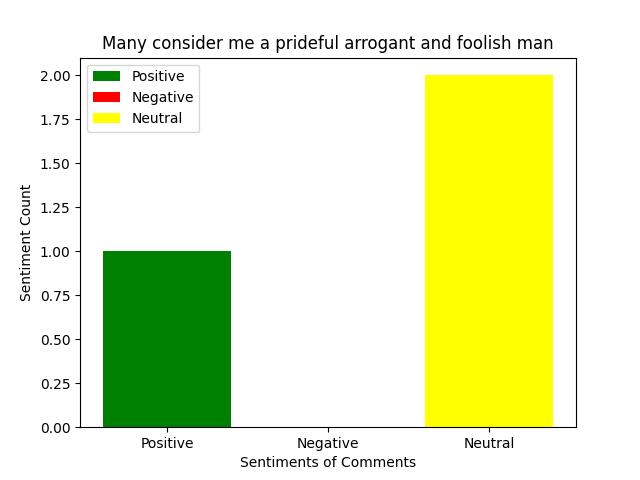 Many consider me a prideful arrogant and foolish man
Positive
Negative
Neutral
2.00
1.75
1.50
1.25
1.00
0.75
0.50
0.25
0.00
Sentiment Count
Positive Negative Neutral
Sentiments of Comments